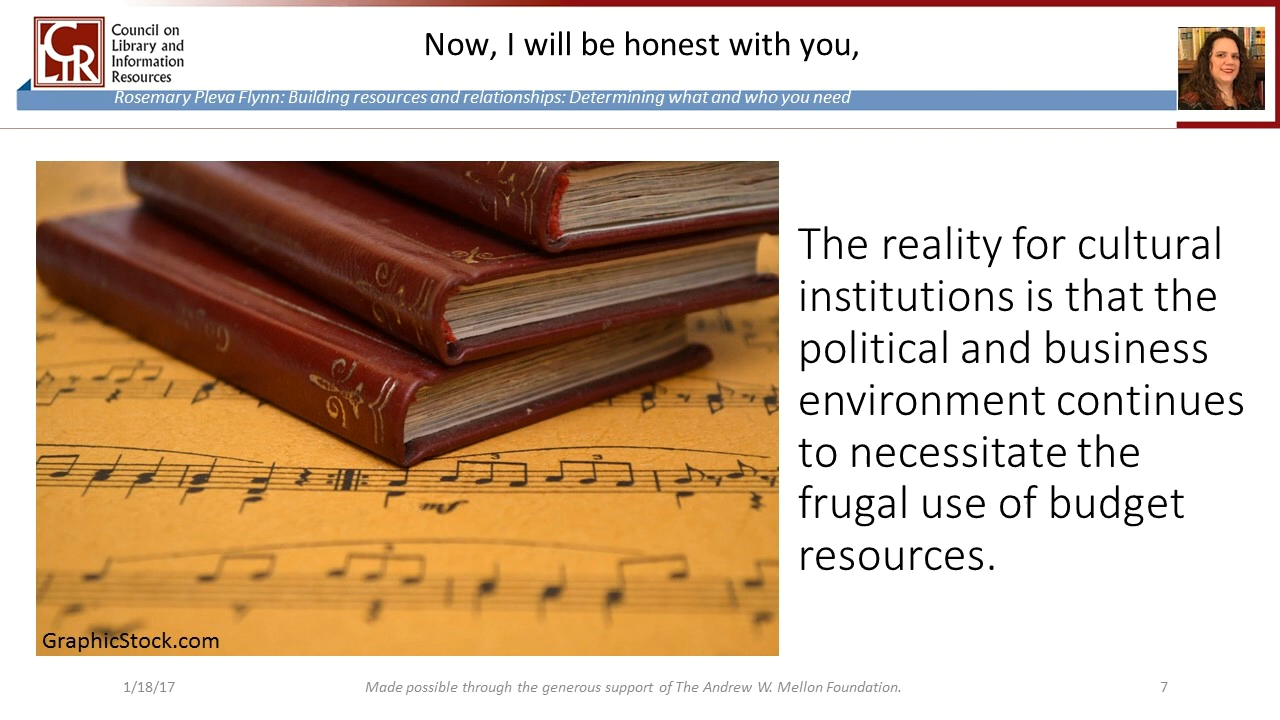 CLIR
Council on
Library and
Information
Resources
Now, I will be honest with you,
Rosemary Pleva Flynn: Building resources and relationships: Determining what and who you need
The reality for cultural
institutions is that the
political and business
environment continues
to necessitate the
frugal use of budget
resources.
3
3
GraphicStock.com
1/18/17
Made possible through the generous support of The Andrew W. Mellon Foundation.
7